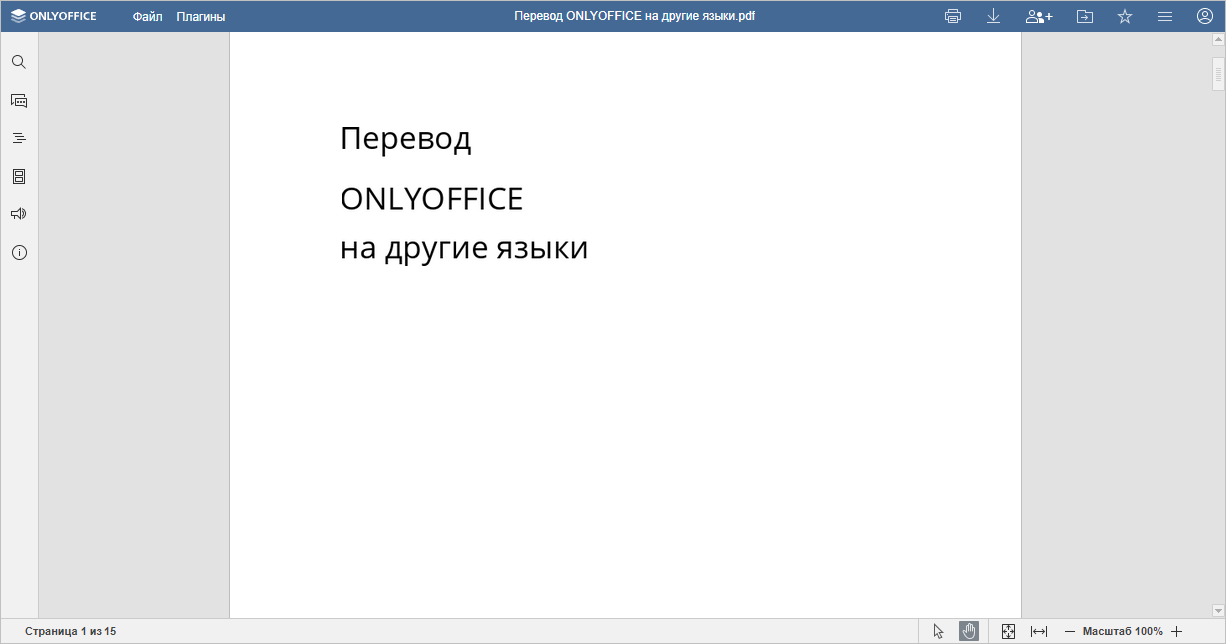 ONLYOFFICE Файл Плагины Перевод ONLYOFFICE на другие языки.pdf
Перевод
ONLYOFFICE
на другие языки
Страница 1 из 15 Масштаб 100%